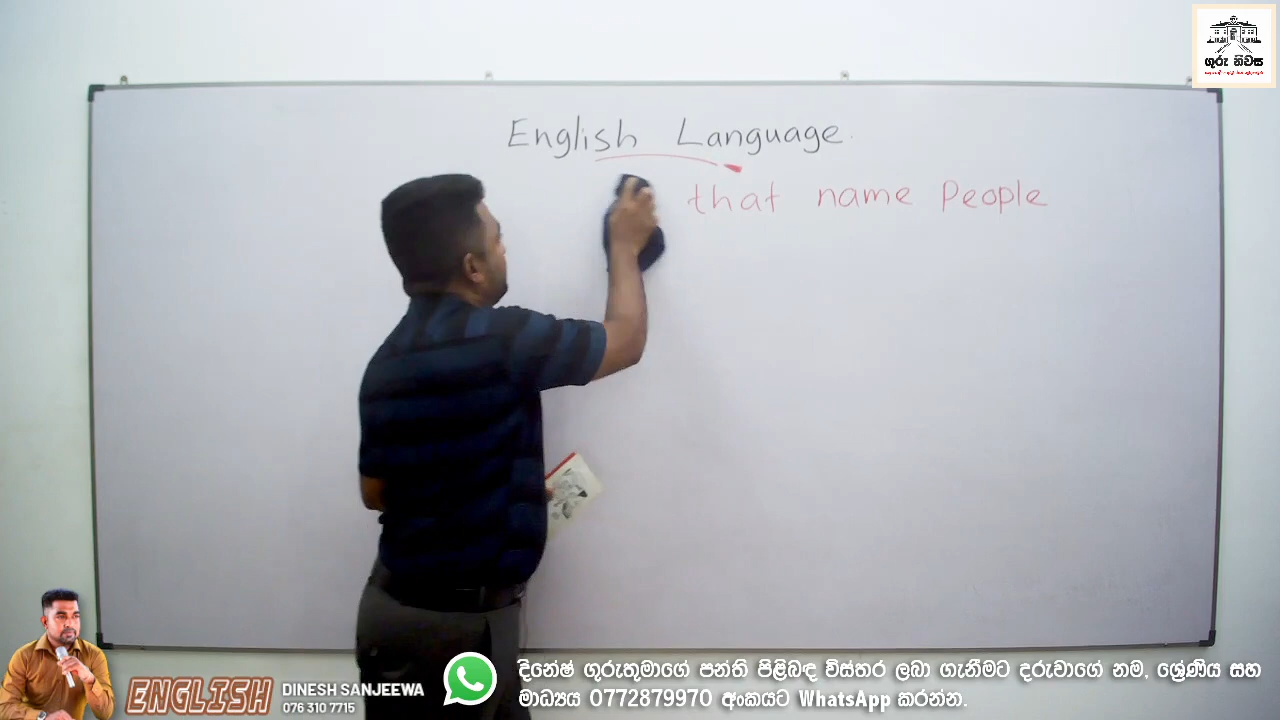 ගුරු නිවස
English Language.
that name People
ENGLISH
DINESH SANJEEWA
076 310 7715
දිනේෂ් ගුරුතුමාගේ පන්ති පිළිබඳ විස්තර ලබා ගැනීමට දරුවාගේ නම, ශ්‍රේණිය සහ
මාධ්‍යය 0772879970 අංකයට WhatsApp කරන්න.